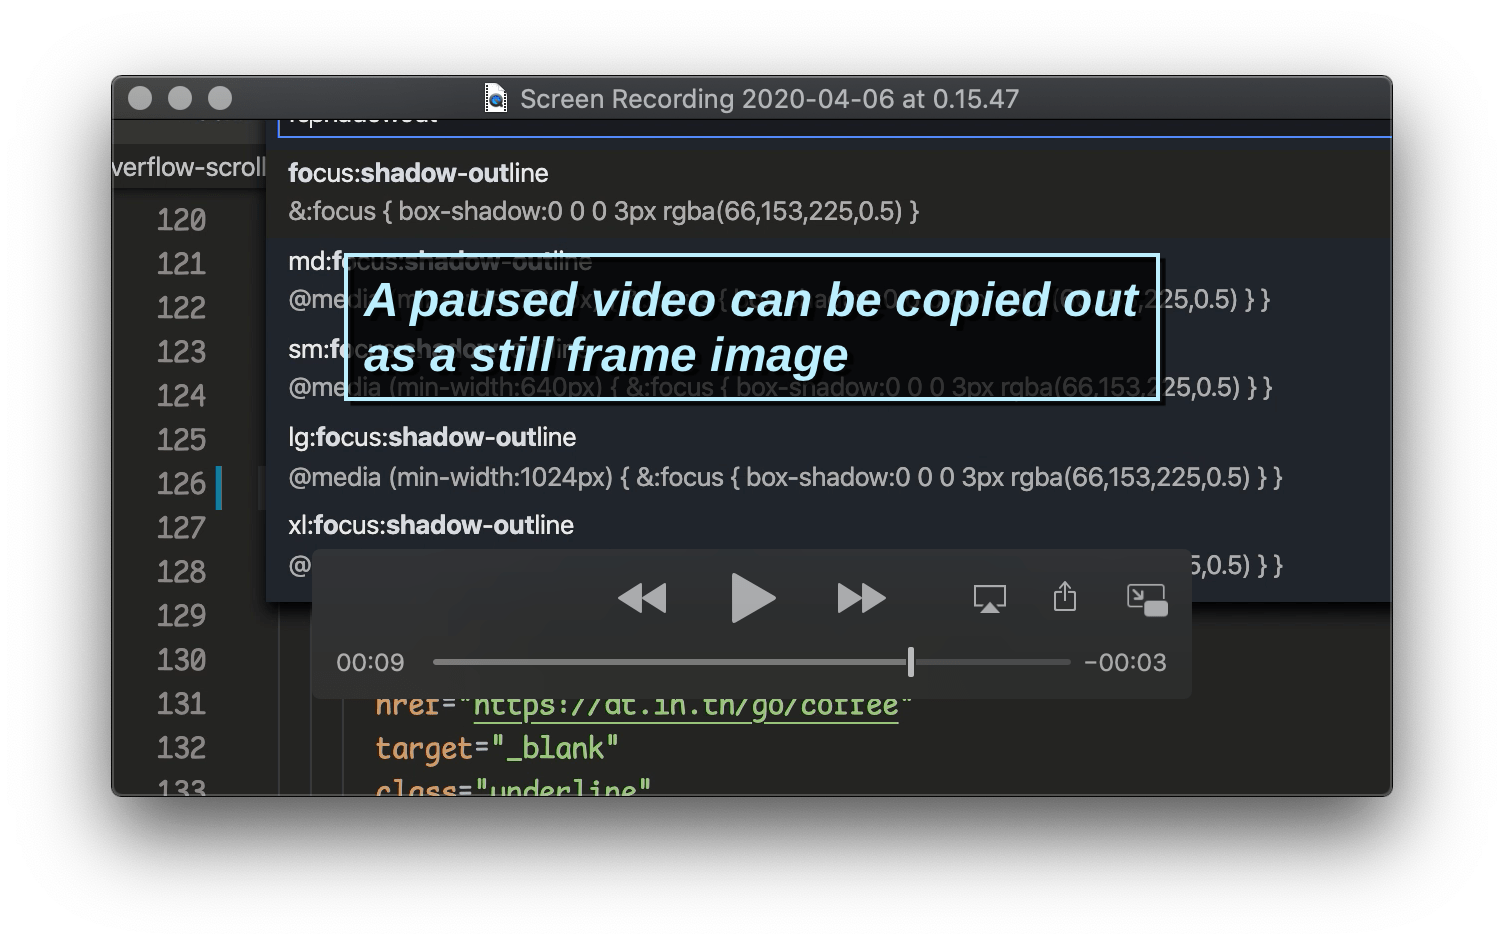 Screen Recording 2020-04-06 at 0.15.47
verflow-scroll
focus:shadow-outline
&:focus { box-shadow:0 0 0 3px rgba(66,153,225,0.5) }
md:focus:shadow-outline
@media 225,0.5) } }
A paused video can be copied out
as a still frame image
sm:focus:shadow-outline
@media (min-width:640px) { &:focus { box-shadow:0 0 0 3px rgba(66,153,225,0.5) } }
lg:focus:shadow-outline
@media (min-width:1024px) { &:focus { box-shadow:0 0 0 3px rgba(66,153,225,0.5) } }
xl:focus:shadow-outline
@ 5,0.5) } }
120
121
122
123
124
125
126
127
128
129
130
131
132
133
00:09
-00:03
href="https://dt.in.th/go/coffee"
target="_blank"
class="underline"